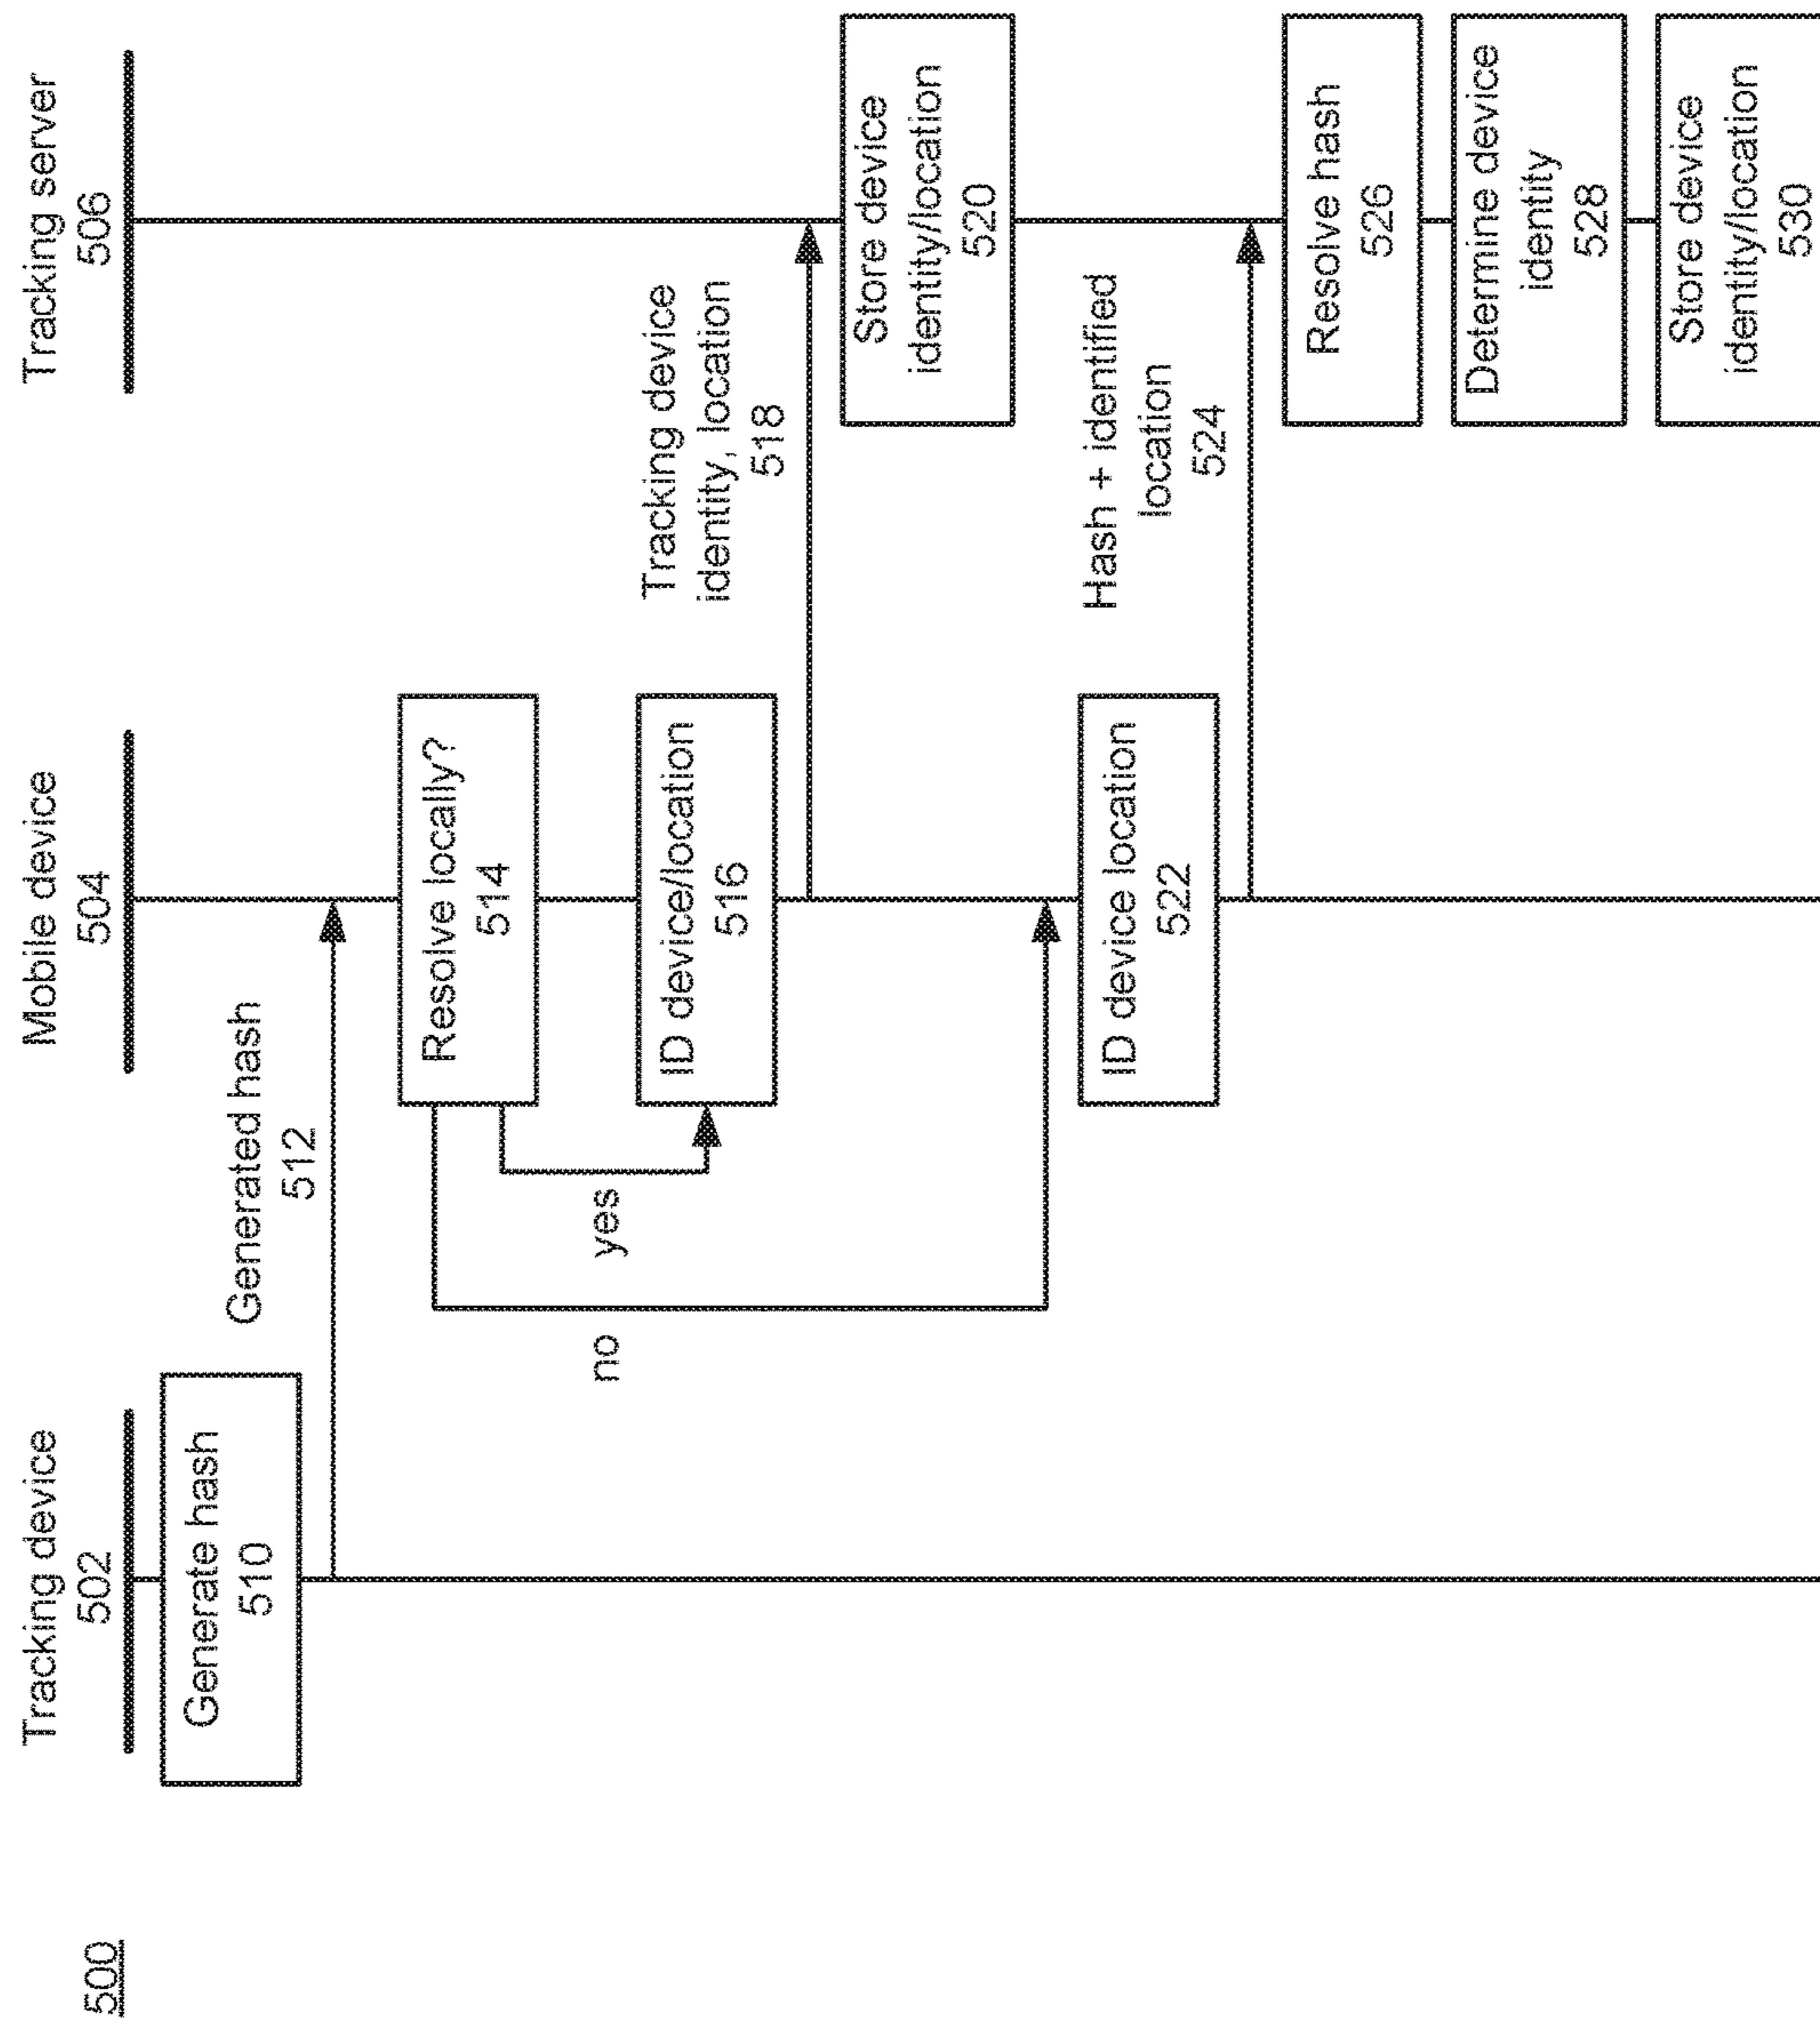 500
Tracking device
502
Mobile device
504
Tracking server
506
Generate hash
510
Generated hash
512
Resolve locally?
514
yes
no
ID device/location
516
Tracking device
identity, location
518
Store device
identity/location
520
ID device location
522
Hash + identified
location
524
Resolve hash
526
Determine device
identity
528
Store device
identity/location
530